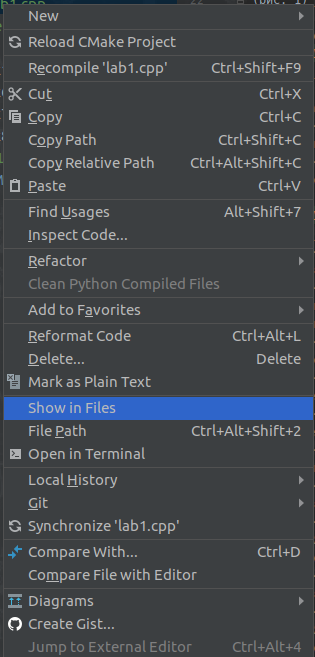 New
Reload CMake Project
Recompile 'lab1.cpp' Ctrl+Shift+F9
Cut Ctrl+X
Copy Ctrl+C
Copy Path Ctrl+Shift+C
Copy Relative Path Ctrl+Alt+Shift+C
Paste Ctrl+V
Find Usages Alt+Shift+7
Inspect Code...
Refactor
Clean Python Compiled Files
Add to Favorites
Reformat Code Ctrl+Alt+L
Delete... Delete
Mark as Plain Text
Show in Files
File Path Ctrl+Alt+Shift+2
Open in Terminal
Local History
Git
Synchronize 'lab1.cpp'
Compare With... Ctrl+D
Compare File with Editor
Diagrams
Create Gist...
Jump to External Editor Ctrl+Alt+4